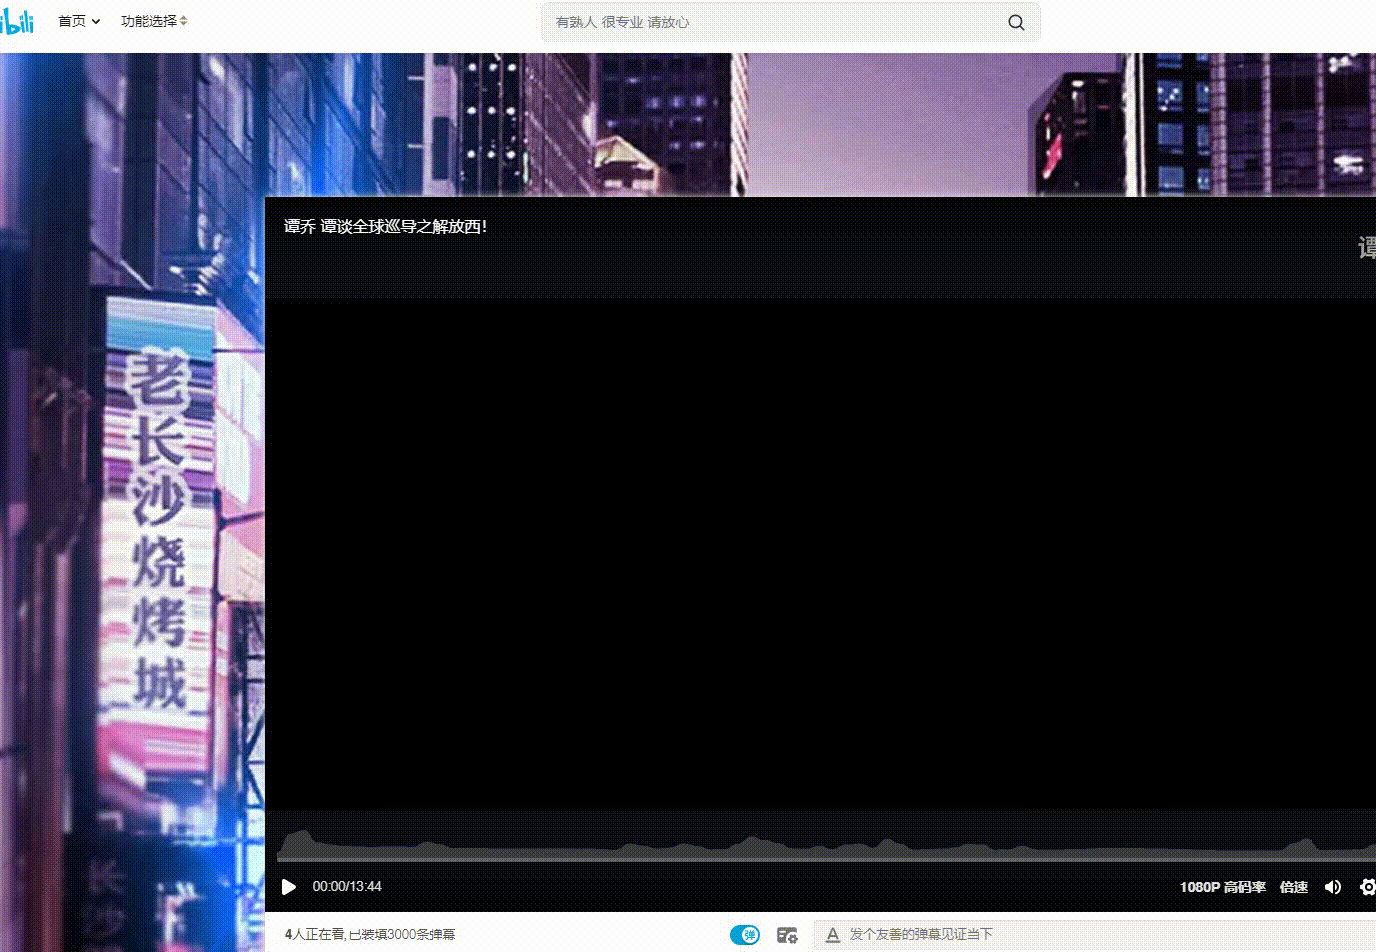 ibili
首页
功能选择
有熟人 很专业 请放心
谭乔 谭谈全球巡导之解放西!
谭
老长沙烧烤城
长沙
00:00/13:44
1080P 高码率 倍速
4人正在看,已装填3000条弹幕
弹
发个友善的弹幕见证当下